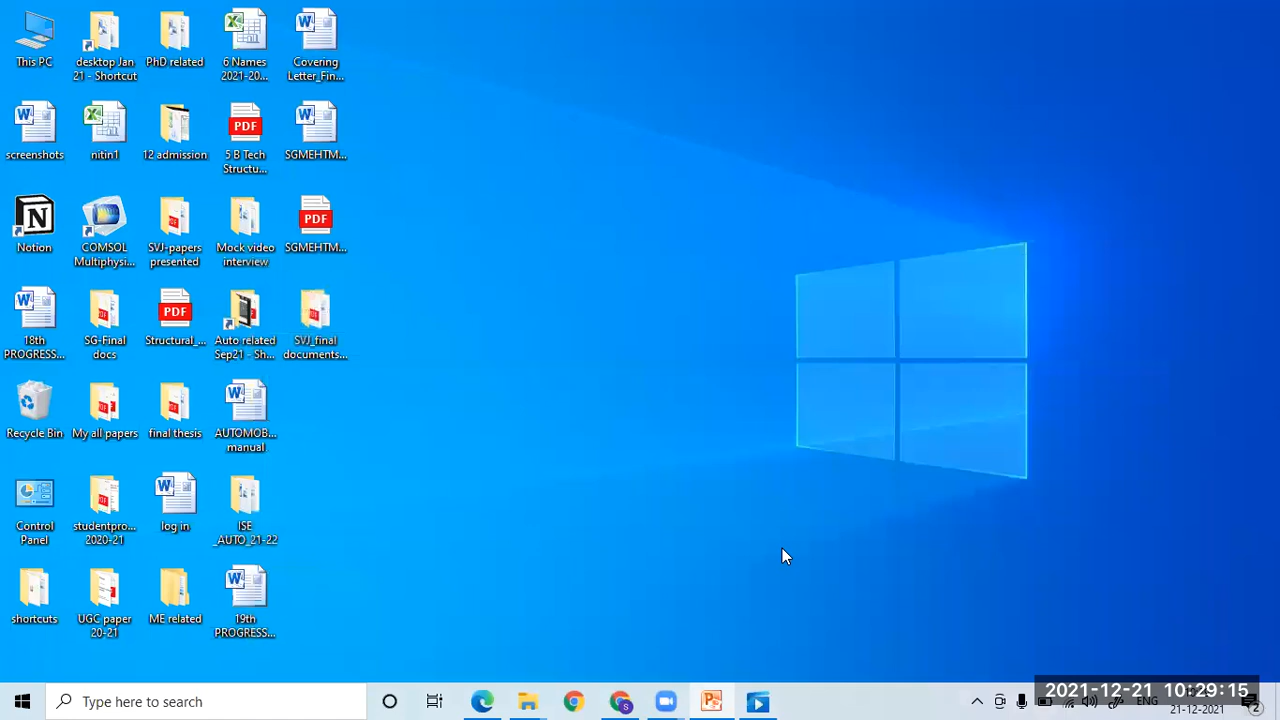 This PC
desktop Jan
21 - Shortcut
PhD related
6 Names
2021-20...
Covering
Letter_Fin...
screenshots
nitin1
12 admission
PDF
5 B Tech
Structu...
SGMEHTM...
Notion
COMSOL
Multiphysi...
SVJ-papers
presented
Mock video
interview
PDF
SGMEHTM...
18th
PROGRESS...
SG-Final
docs
PDF
Structural_...
Auto related
Sep21 - Sh...
SVJ_final
documents...
Recycle Bin
My all papers
final thesis
AUTOMOB...
manual
Control
Panel
studentpro...
2020-21
log in
ISE
_AUTO_21-22
shortcuts
UGC paper
20-21
ME related
19th
PROGRESS...
Type here to search
2021-12-21 10:29:15
ENG
21-12-2021
2